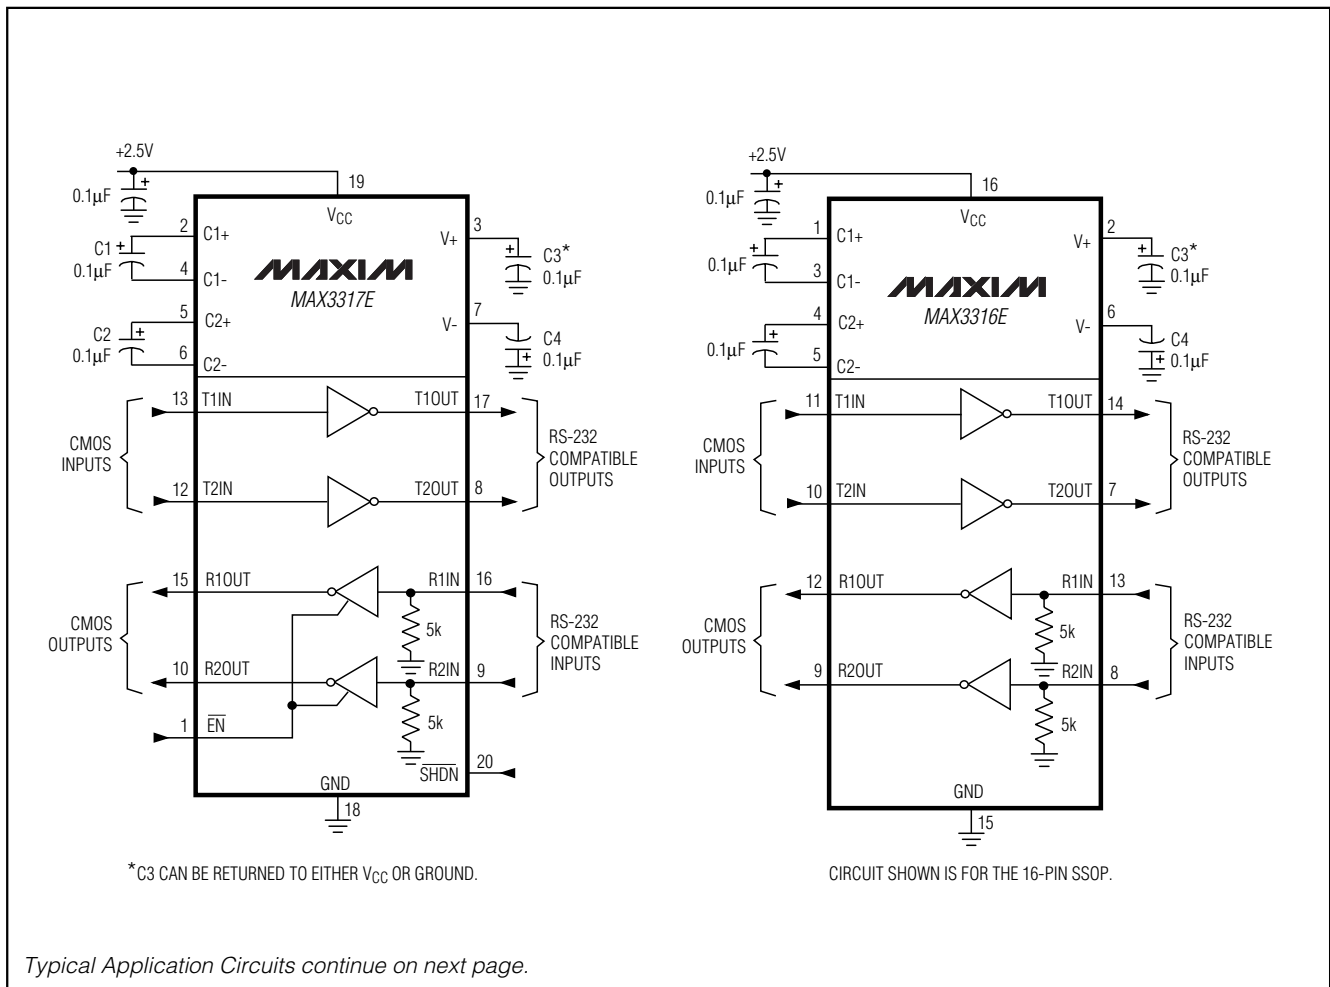 +2.5V
0.1µF
19
VCC
2
C1+
C1
0.1µF
4
C1-
5
C2+
C2
0.1µF
6
C2-
MAXIM
MAX3317E
3
V+
C3*
0.1µF
7
V-
C4
0.1µF
13
T1IN
T1OUT
17
CMOS
INPUTS
RS-232
COMPATIBLE
OUTPUTS
12
T2IN
T2OUT
8
15
R1OUT
R1IN
16
5k
CMOS
OUTPUTS
RS-232
COMPATIBLE
INPUTS
10
R2OUT
R2IN
9
5k
1
EN
SHDN
20
GND
18
*C3 CAN BE RETURNED TO EITHER VCC OR GROUND.
+2.5V
0.1µF
16
VCC
1
C1+
0.1µF
3
C1-
4
C2+
0.1µF
5
C2-
MAXIM
MAX3316E
2
V+
C3*
0.1µF
6
V-
C4
0.1µF
11
T1IN
T1OUT
14
CMOS
INPUTS
RS-232
COMPATIBLE
OUTPUTS
10
T2IN
T2OUT
7
12
R1OUT
R1IN
13
5k
CMOS
OUTPUTS
RS-232
COMPATIBLE
INPUTS
9
R2OUT
R2IN
8
5k
GND
15
CIRCUIT SHOWN IS FOR THE 16-PIN SSOP.
Typical Application Circuits continue on next page.